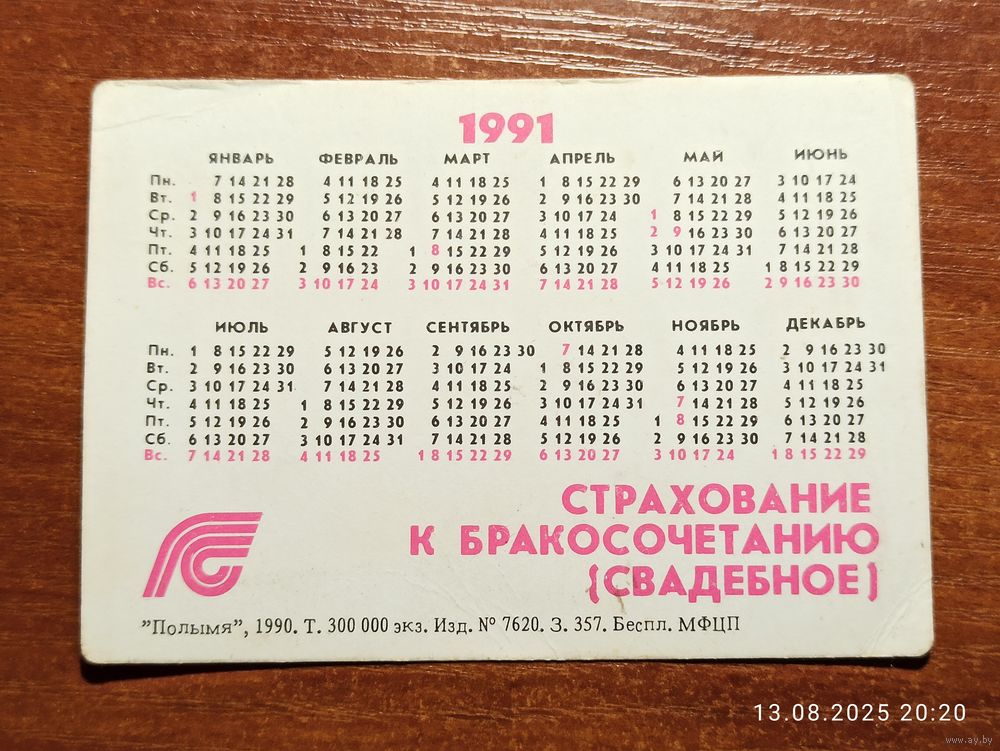 1991
ЯНВАРЬ ФЕВРАЛЬ МАРТ АПРЕЛЬ МАЙ ИЮНЬ
Пн. 7 14 21 28 4 11 18 25 4 11 18 25 1 8 15 22 29 6 13 20 27 3 10 17 24
Вт. 1 8 15 22 29 5 12 19 26 5 12 19 26 2 9 16 23 30 7 14 21 28 4 11 18 25
Ср. 2 9 16 23 30 6 13 20 27 6 13 20 27 3 10 17 24 1 8 15 22 29 5 12 19 26
Чт. 3 10 17 24 31 7 14 21 28 7 14 21 28 4 11 18 25 2 9 16 23 30 6 13 20 27
Пт. 4 11 18 25 1 8 15 22 1 8 15 22 29 5 12 19 26 3 10 17 24 31 7 14 21 28
Сб. 5 12 19 26 2 9 16 23 2 9 16 23 30 6 13 20 27 4 11 18 25 1 8 15 22 29
Вс. 6 13 20 27 3 10 17 24 3 10 17 24 31 7 14 21 28 5 12 19 26 2 9 16 23 30
ИЮЛЬ АВГУСТ СЕНТЯБРЬ ОКТЯБРЬ НОЯБРЬ ДЕКАБРЬ
Пн. 1 8 15 22 29 5 12 19 26 2 9 16 23 30 7 14 21 28 4 11 18 25 2 9 16 23 30
Вт. 2 9 16 23 30 6 13 20 27 3 10 17 24 1 8 15 22 29 5 12 19 26 3 10 17 24 31
Ср. 3 10 17 24 31 7 14 21 28 4 11 18 25 2 9 16 23 30 6 13 20 27 4 11 18 25
Чт. 4 11 18 25 1 8 15 22 29 5 12 19 26 3 10 17 24 31 7 14 21 28 5 12 19 26
Пт. 5 12 19 26 2 9 16 23 30 6 13 20 27 4 11 18 25 1 8 15 22 29 6 13 20 27
Сб. 6 13 20 27 3 10 17 24 31 7 14 21 28 5 12 19 26 2 9 16 23 30 7 14 21 28
Вс. 7 14 21 28 4 11 18 25 1 8 15 22 29 6 13 20 27 3 10 17 24 1 8 15 22 29
СТРАХОВАНИЕ
К БРАКОСОЧЕТАНИЮ
(СВАДЕБНОЕ)
"Полымя", 1990. Т. 300 000 экз. Изд. № 7620. З. 357. Беспл. МФЦП
13.08.2025 20:20
www.ay.by